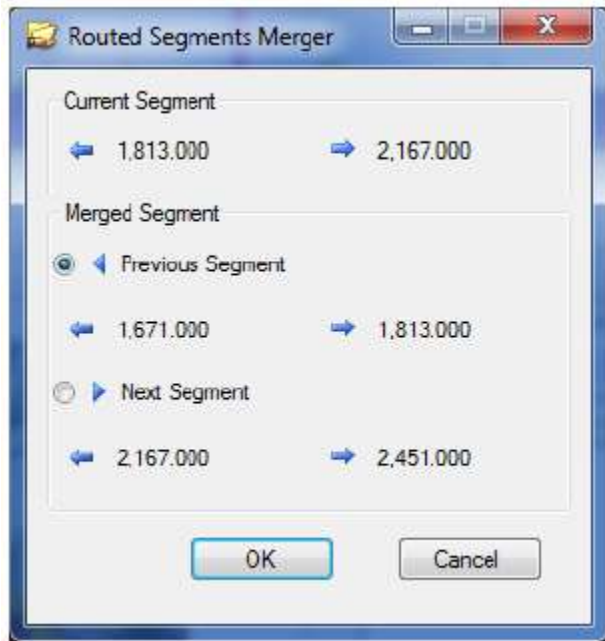 Routed Segments Merger
Current Segment
1,813.000 2,167.000
Merged Segment
Previous Segment
1,671.000 1,813.000
Next Segment
2,167.000 2,451.000
OK Cancel